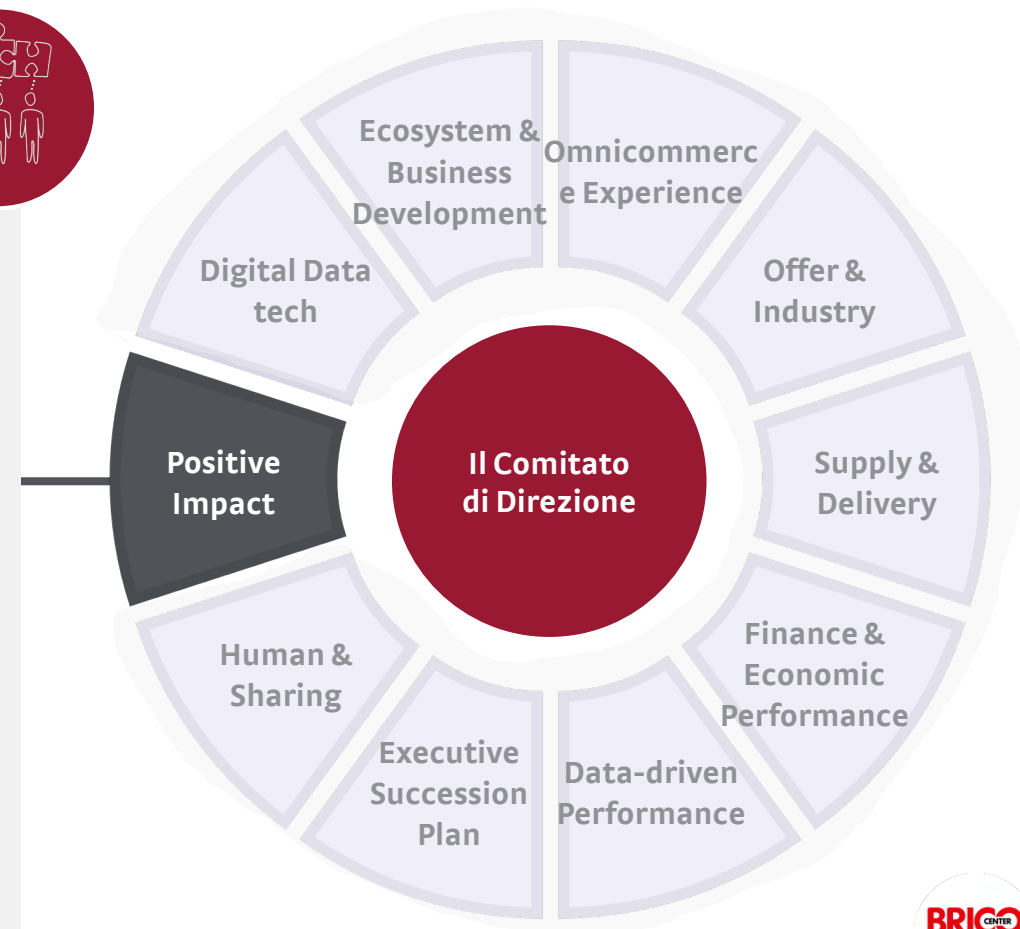 Ecosystem &
Business
Development
Omnicommerc
e Experience
Digital Data
tech
Offer &
Industry
Positive
Impact
Il Comitato
di Direzione
Supply &
Delivery
Human &
Sharing
Finance &
Economic
Performance
Executive
Succession
Plan
Data-driven
Performance
BRICO
CENTER